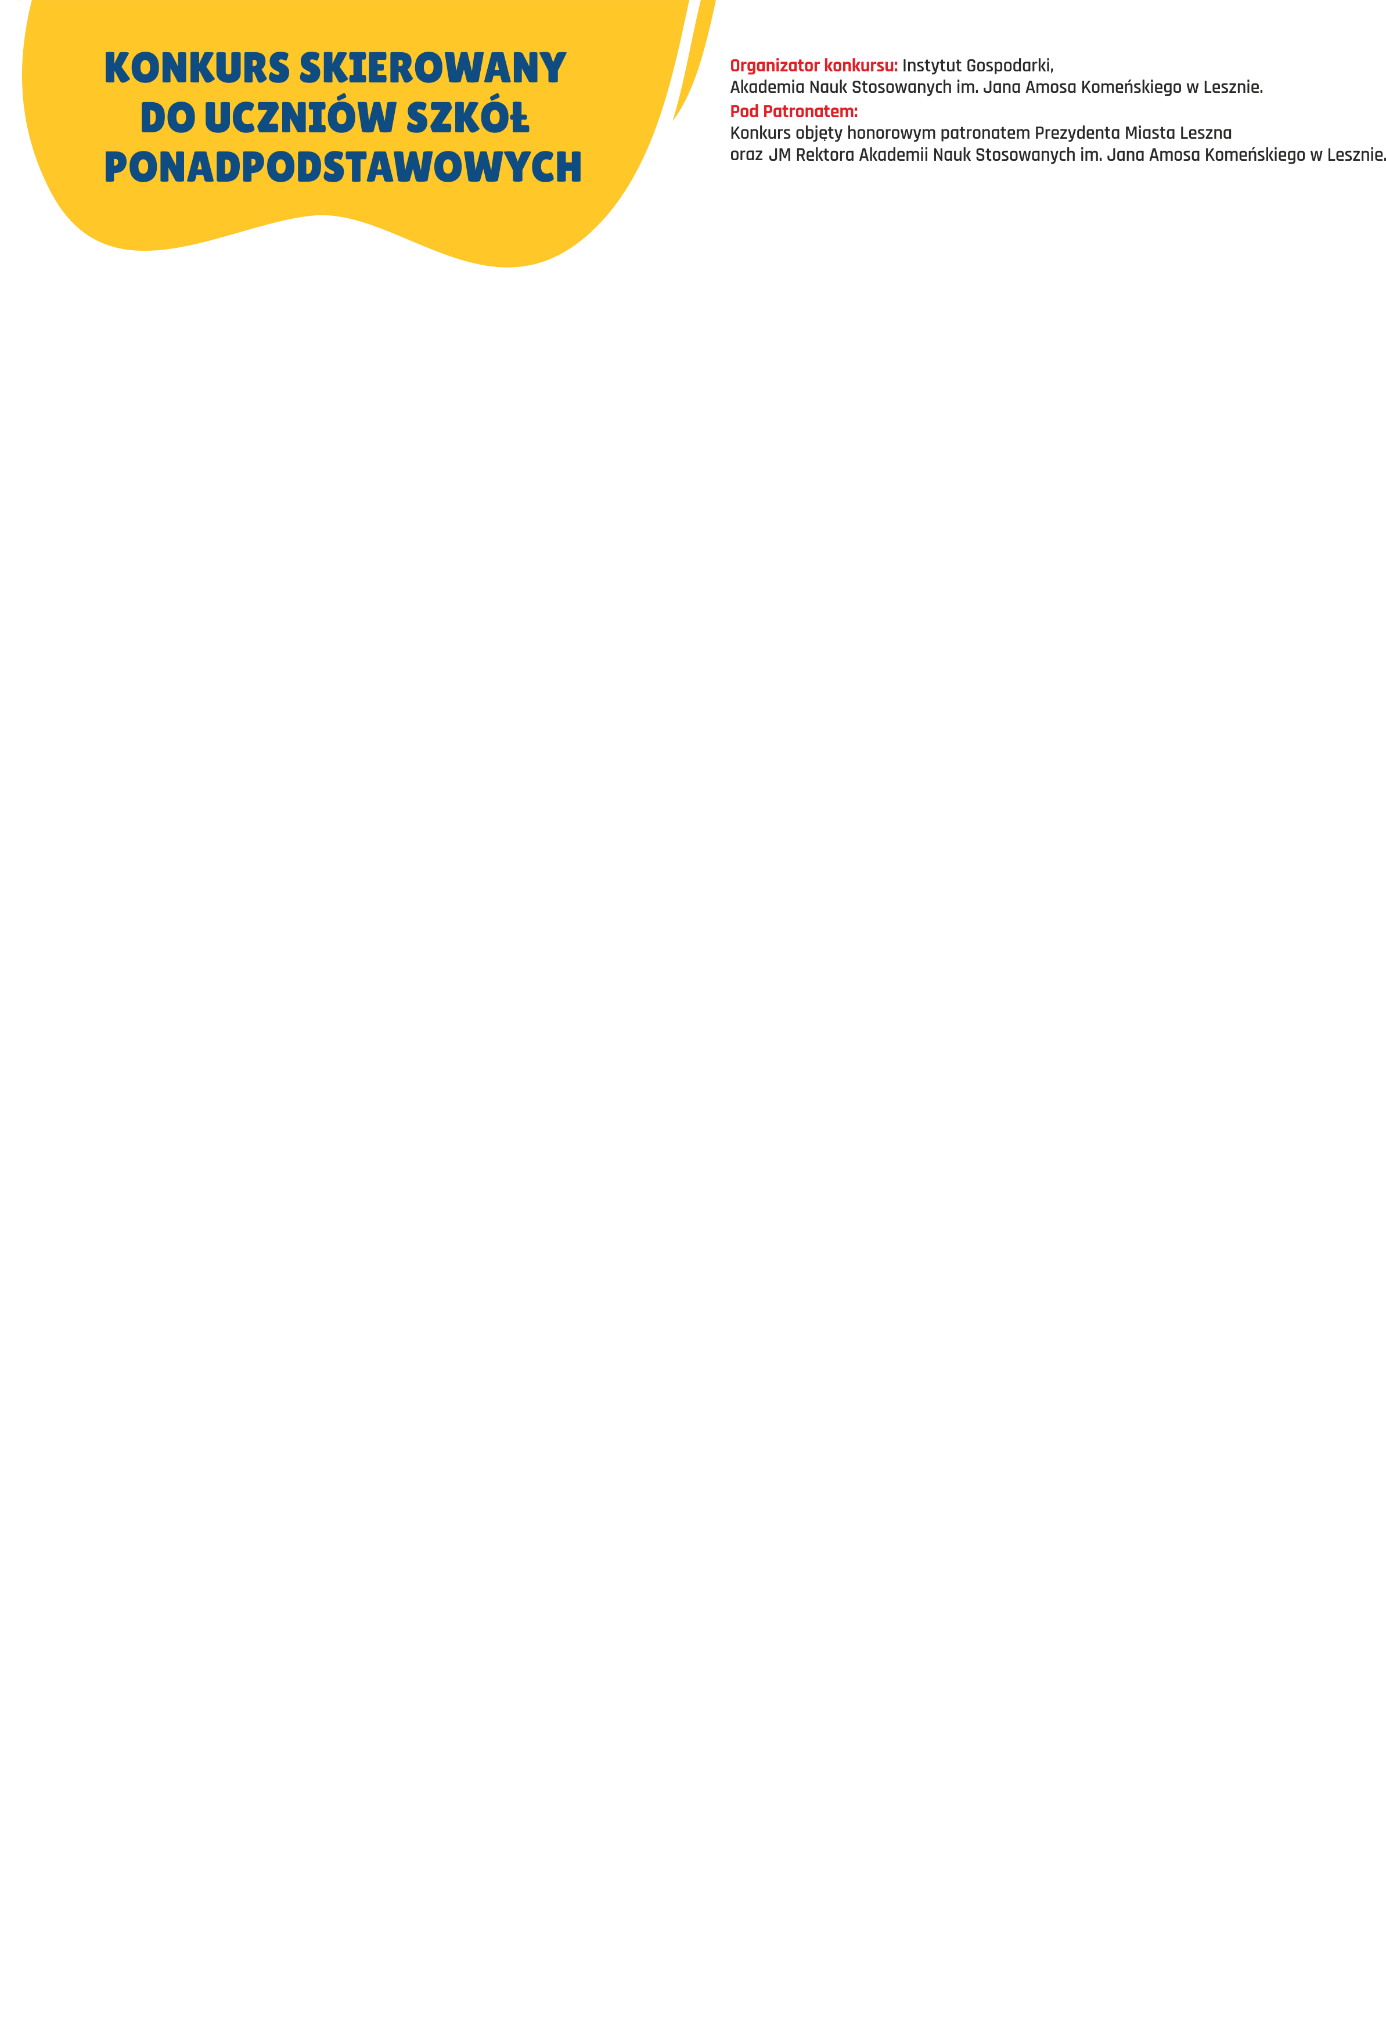 KONKURS SKIEROWANY
DO UCZNIÓW SZKÓŁ
PONADPODSTAWOWYCH
Organizator konkursu: Instytut Gospodarki,
Akademia Nauk Stosowanych im. Jana Amosa Komeńskiego w Lesznie.
Pod Patronatem:
Konkurs objęty honorowym patronatem Prezydenta Miasta Leszna
oraz JM Rektora Akademii Nauk Stosowanych im. Jana Amosa Komeńskiego w Lesznie.